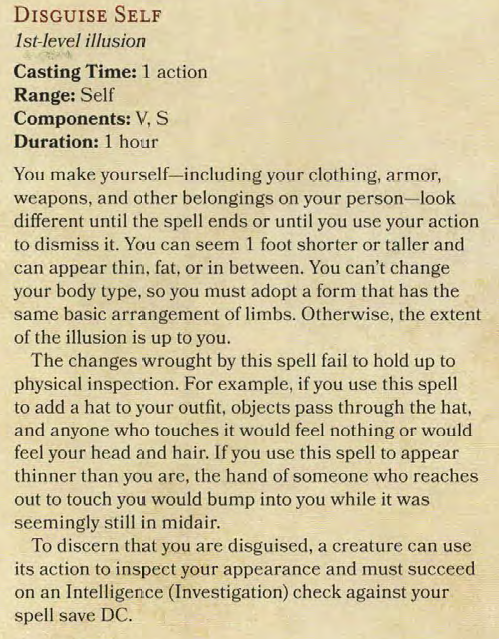 DISGUISE SELF
1st-level illusion
Casting Time: 1 action
Range: Self
Components: V, S
Duration: 1 hour
You make yourself—including your clothing, armor,
weapons, and other belongings on your person—look
different until the spell ends or until you use your action
to dismiss it. You can seem 1 foot shorter or taller and
can appear thin, fat, or in between. You can't change
your body type, so you must adopt a form that has the
same basic arrangement of limbs. Otherwise, the extent
of the illusion is up to you.
The changes wrought by this spell fail to hold up to
physical inspection. For example, if you use this spell
to add a hat to your outfit, objects pass through the hat,
and anyone who touches it would feel nothing or would
feel your head and hair. If you use this spell to appear
thinner than you are, the hand of someone who reaches
out to touch you would bump into you while it was
seemingly still in midair.
To discern that you are disguised, a creature can use
its action to inspect your appearance and must succeed
on an Intelligence (Investigation) check against your
spell save DC.